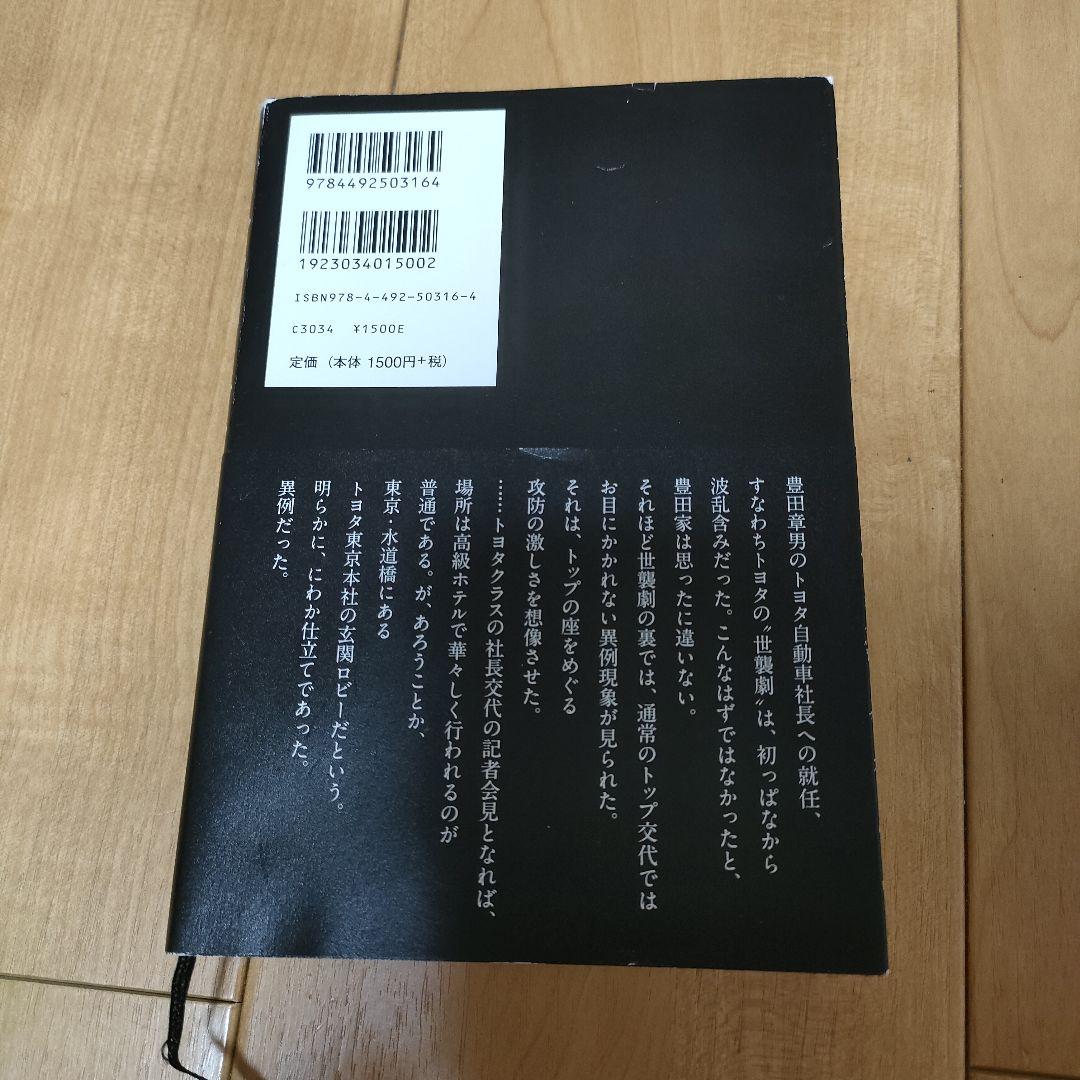 9784492503164
1923034015002
ISBN978-4-492-50316-4
C3034 ¥1500E
定価（本体 1500円+税）
豊田章男のトヨタ自動車社長への就任、
すなわちトヨタの〝世襲劇〟は、初っぱなから
波乱含みだった。こんなはずではなかったと、
豊田家は思ったに違いない。
それほど世襲劇の裏では、通常のトップ交代では
お目にかかれない異例現象が見られた。
それは、トップの座をめぐる
攻防の激しさを想像させた。
……トヨタクラスの社長交代の記者会見となれば、
場所は高級ホテルで華々しく行われるのが
普通である。が、あろうことか、
東京・水道橋にある
トヨタ東京本社の玄関ロビーだという。
明らかに、にわか仕立てであった。
異例だった。